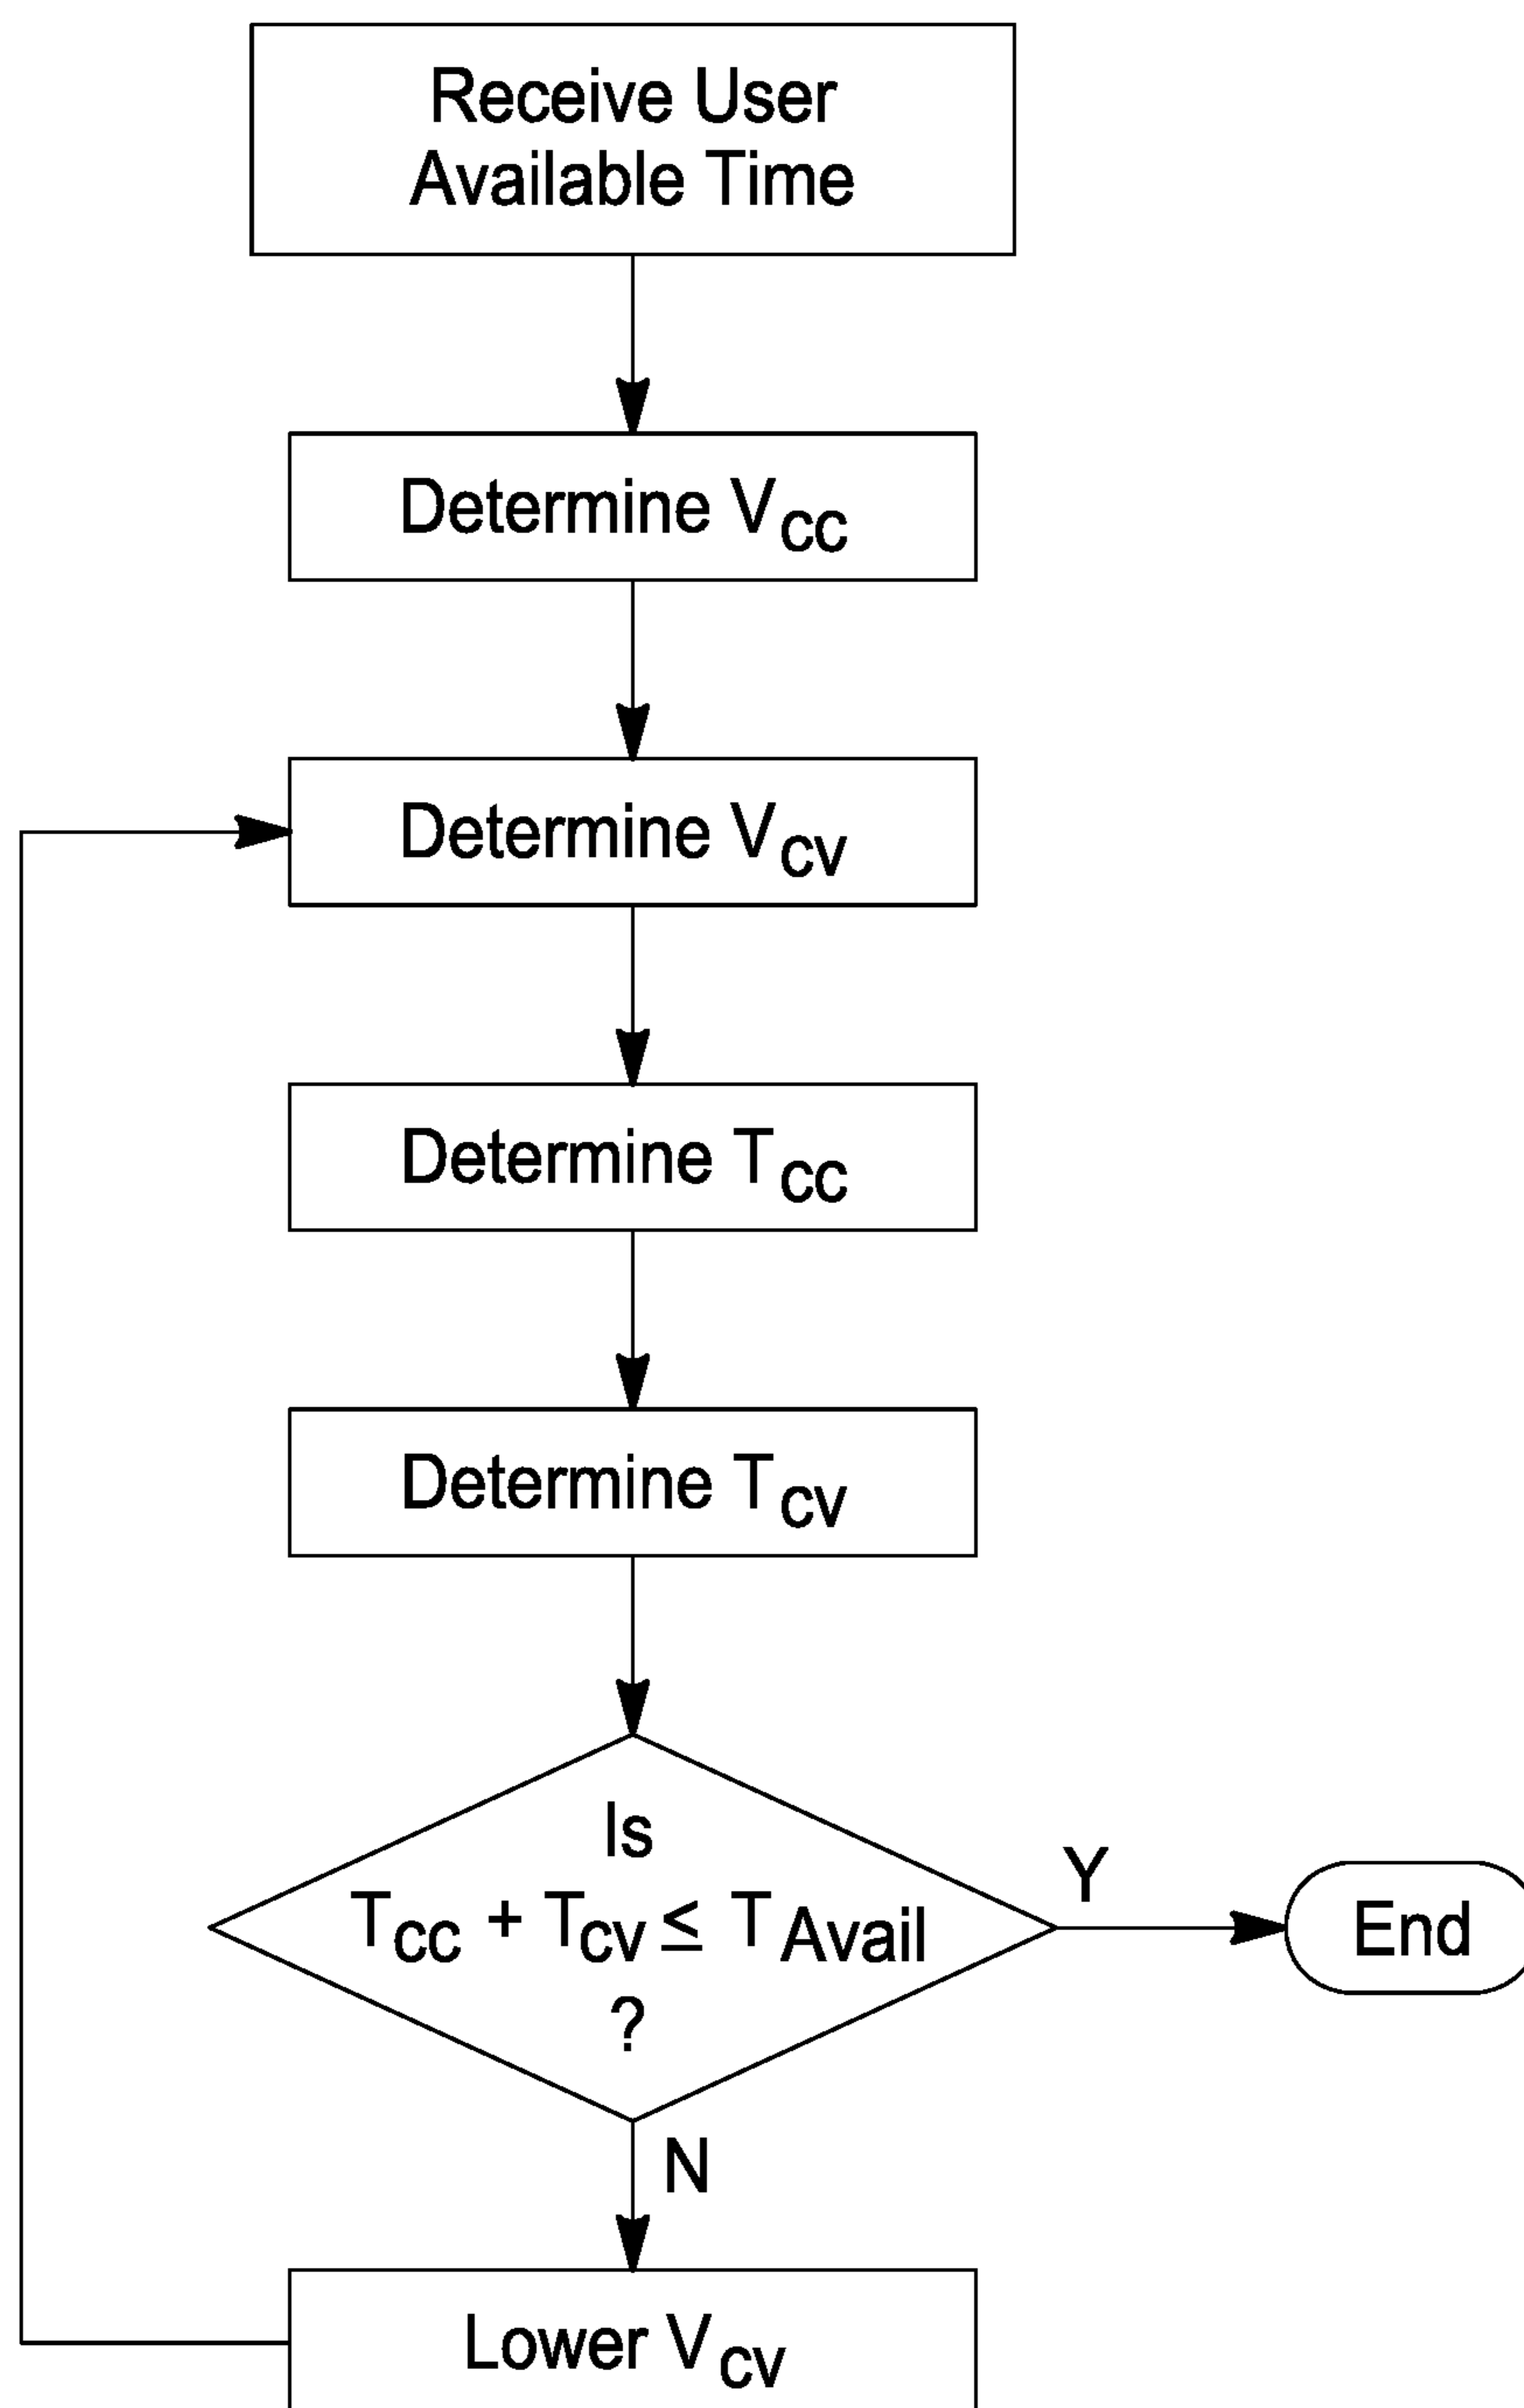 Receive User
Available Time
Determine Vcc
Determine Vcv
Determine Tcc
Determine Tcv
Is
Tcc + Tcv ≤ TAvail
?
Y
End
N
Lower Vcv